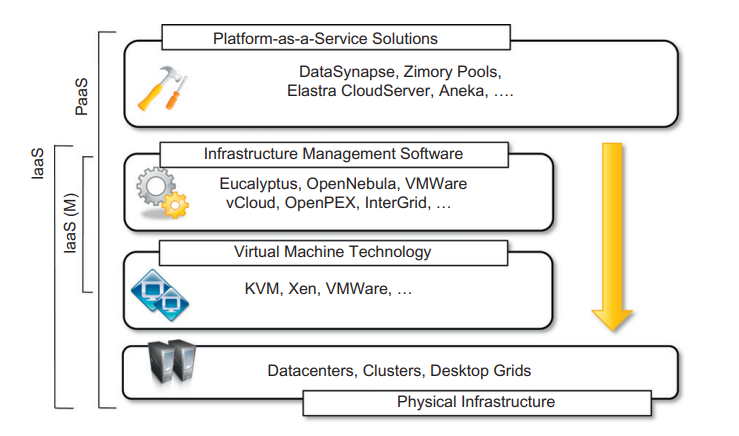 Platform-as-a-Service Solutions
DataSynapse, Zimory Pools,
Elastra CloudServer, Aneka, ….
PaaS
IaaS
IaaS (M)
Infrastructure Management Software
Eucalyptus, OpenNebula, VMWare
vCloud, OpenPEX, InterGrid, …
Virtual Machine Technology
KVM, Xen, VMWare, …
Datacenters, Clusters, Desktop Grids
Physical Infrastructure